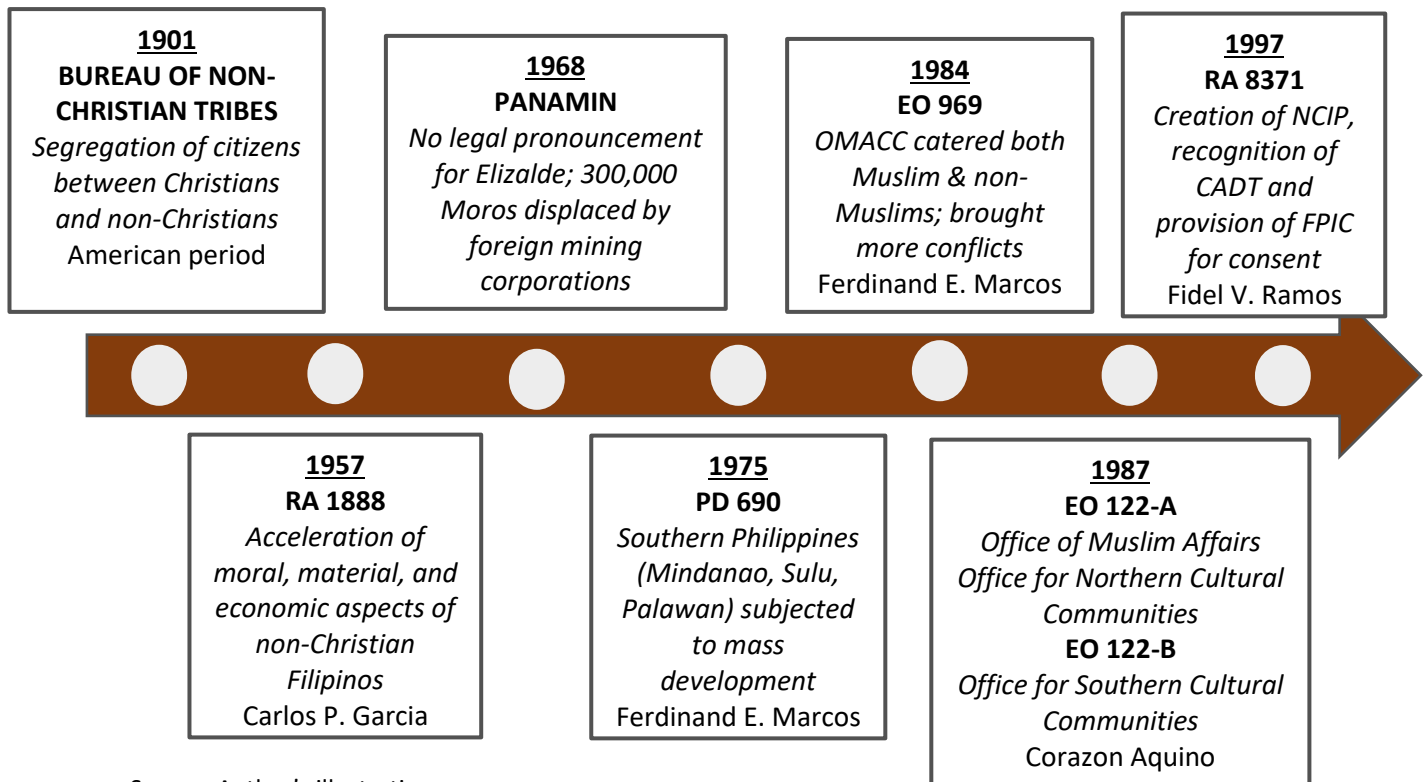 1901
BUREAU OF NON-
CHRISTIAN TRIBES
Segregation of citizens
between Christians
and non-Christians
American period
1968
PANAMIN
No legal pronouncement
for Elizalde; 300,000
Moros displaced by
foreign mining
corporations
1984
EO 969
OMACC catered both
Muslim & non-
Muslims; brought
more conflicts
Ferdinand E. Marcos
1997
RA 8371
Creation of NCIP,
recognition of
CADT and
provision of FPIC
for consent
Fidel V. Ramos
1957
RA 1888
Acceleration of
moral, material, and
economic aspects of
non-Christian
Filipinos
Carlos P. Garcia
1975
PD 690
Southern Philippines
(Mindanao, Sulu,
Palawan) subjected
to mass
development
Ferdinand E. Marcos
1987
EO 122-A
Office of Muslim Affairs
Office for Northern Cultural
Communities
EO 122-B
Office for Southern Cultural
Communities
Corazon Aquino